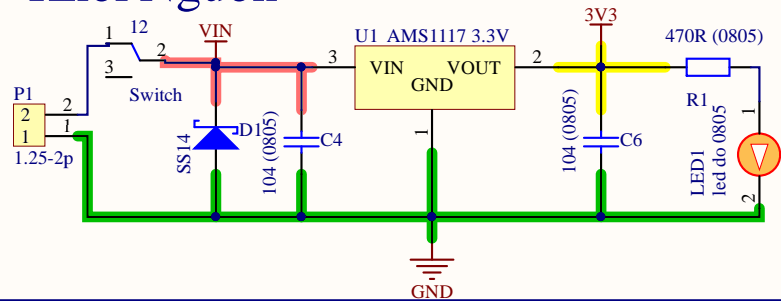 12
VIN
3V3
U1 AMS1117 3.3V
470R (0805)
1
2
3
2
3
VIN
VOUT
GND
P1
Switch
R1
2
2
1
1
1.25-2p
SS14
D1
104 (0805)
C4
1
104 (0805)
C6
LED1
led do 0805
1
2
GND